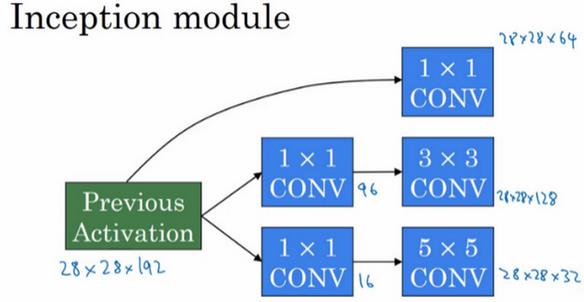 Inception module
28×28×64
1 × 1
CONV
1 × 1
CONV
96
3 × 3
CONV
28×28×128
Previous
Activation
28×28×192
1 × 1
CONV
16
5 × 5
CONV
28×28×32